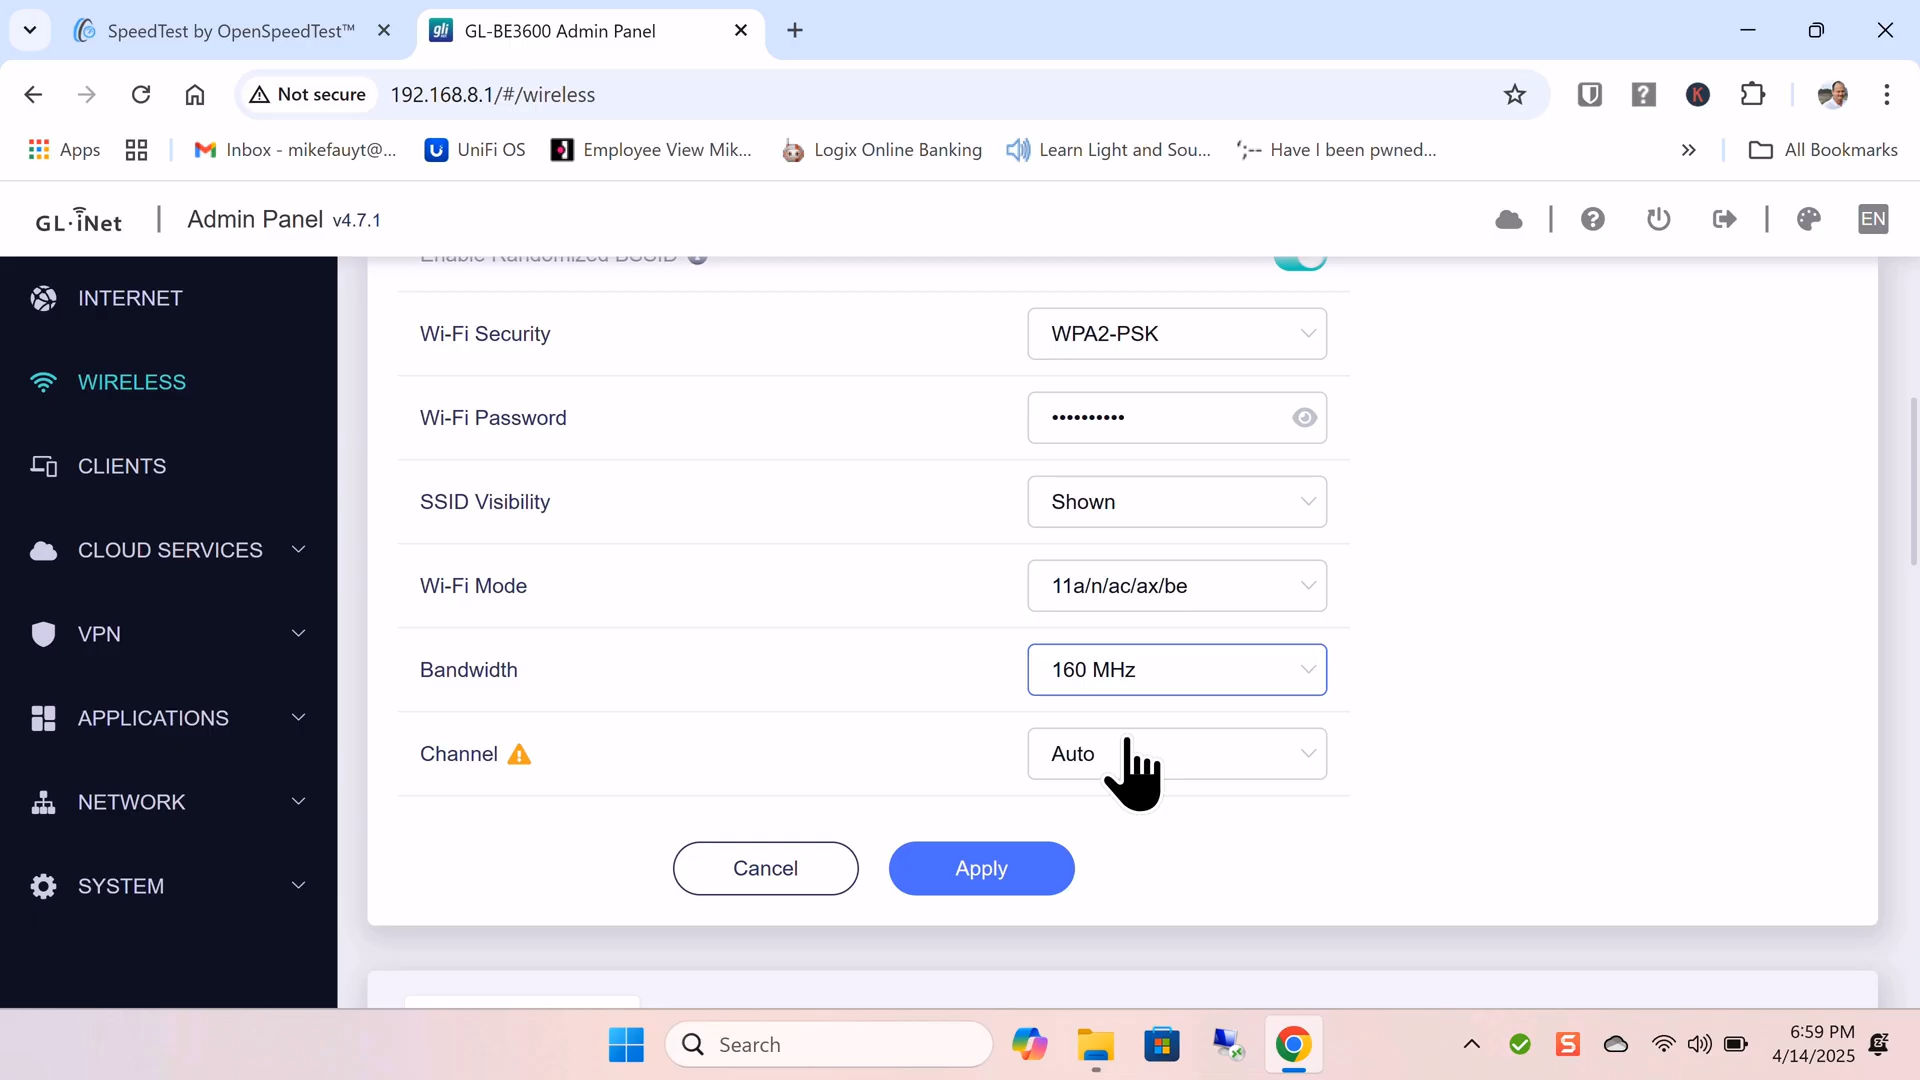 SpeedTest by OpenSpeedTest™
gli
GL-BE3600 Admin Panel
Not secure
192.168.8.1/#/wireless
?
K
Apps
Inbox - mikefauyt@...
UniFi OS
Employee View Mik...
Logix Online Banking
Learn Light and Sou...
Have I been pwned...
All Bookmarks
GL·iNet
Admin Panel v4.7.1
EN
Enable Randomized BSSID
INTERNET
WIRELESS
CLIENTS
CLOUD SERVICES
VPN
APPLICATIONS
NETWORK
SYSTEM
Wi-Fi Security
WPA2-PSK
Wi-Fi Password
••••••••••
SSID Visibility
Shown
Wi-Fi Mode
11a/n/ac/ax/be
Bandwidth
160 MHz
Channel
Auto
Cancel
Apply
Search
S
6:59 PM
4/14/2025